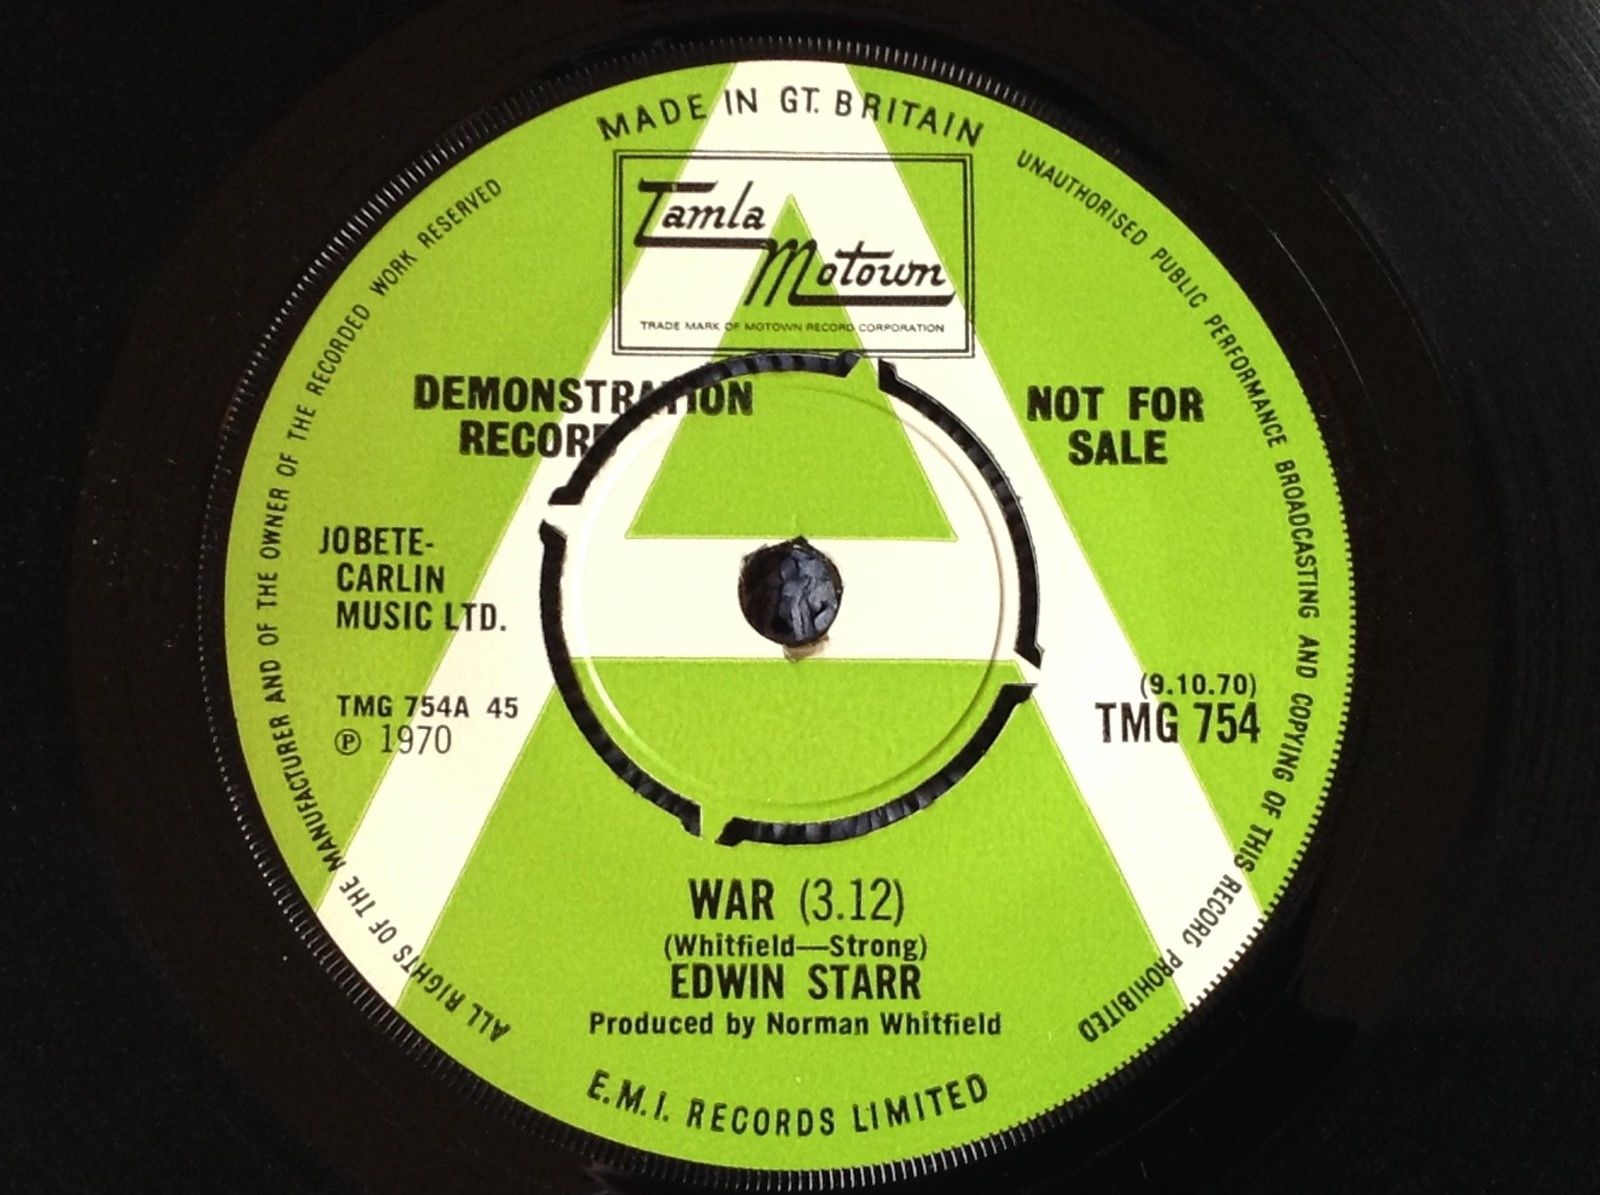 MADE IN GT. BRITAIN
Tamla
Motown
TRADE MARK OF MOTOWN RECORD CORPORATION
DEMONSTRATION
RECORD
NOT FOR
SALE
JOBETE-
CARLIN
MUSIC LTD.
TMG 754A 45
℗ 1970
(9.10.70)
TMG 754
WAR (3.12)
(Whitfield—Strong)
EDWIN STARR
Produced by Norman Whitfield
E.M.I. RECORDS LIMITED
ALL RIGHTS OF THE MANUFACTURER AND OF THE OWNER OF THE RECORDED WORK RESERVED
UNAUTHORISED PUBLIC PERFORMANCE BROADCASTING AND COPYING OF THIS RECORD PROHIBITED